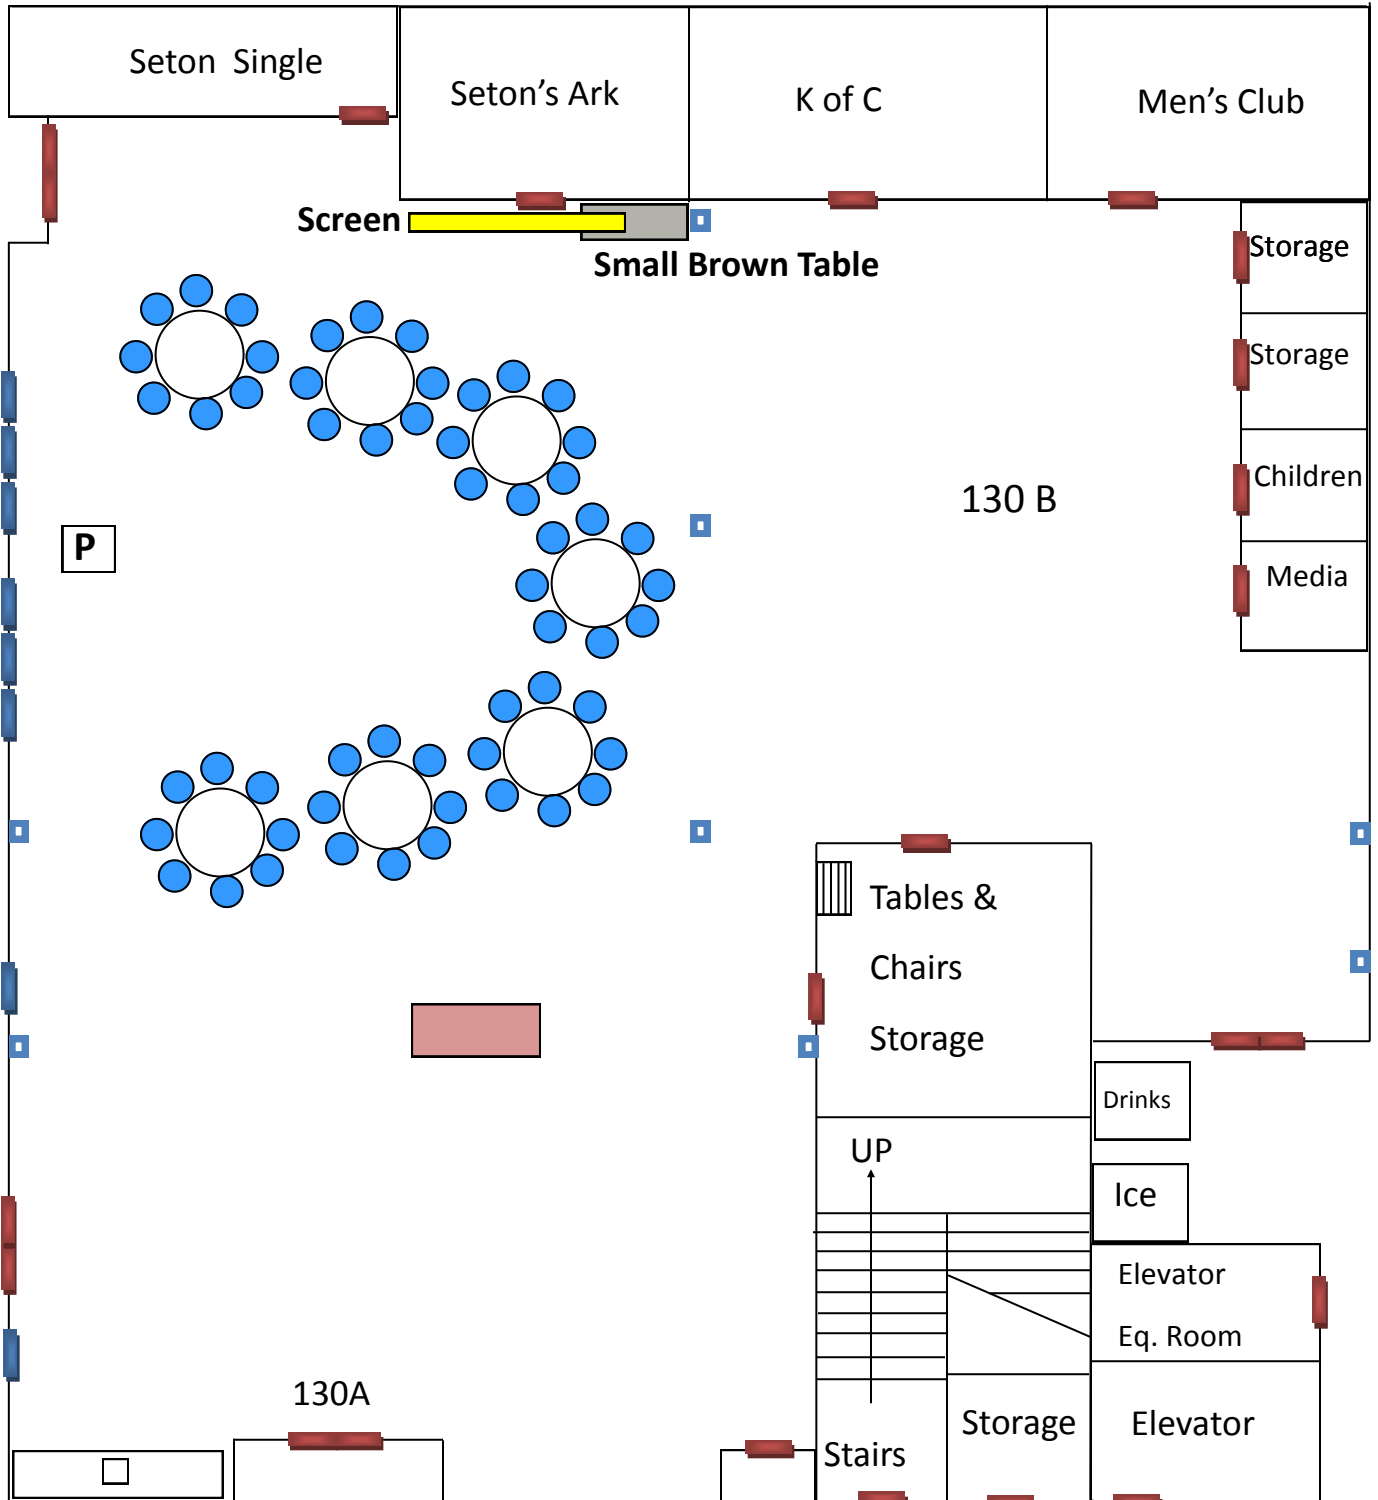 Seton  Single
Seton’s Ark
K of C
Men’s Club
Screen
Small Brown Table
Storage
Storage
Children
Media
130 B
P
Tables &
Chairs
Storage
Drinks
UP
Ice
Elevator
Eq. Room
130A
Stairs
Storage
Elevator